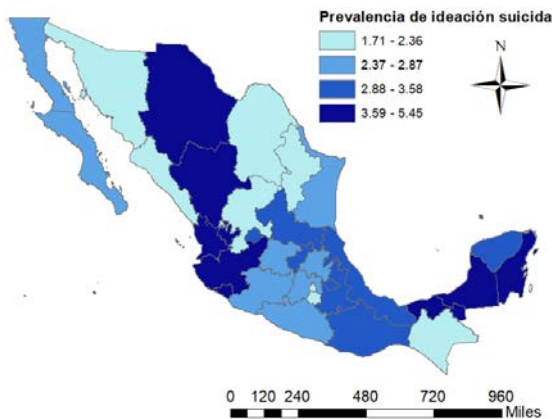 Prevalencia de ideación suicida
1.71 - 2.36
2.37 - 2.87
2.88 - 3.58
3.59 - 5.45
N
0 120 240 480 720 960
Miles